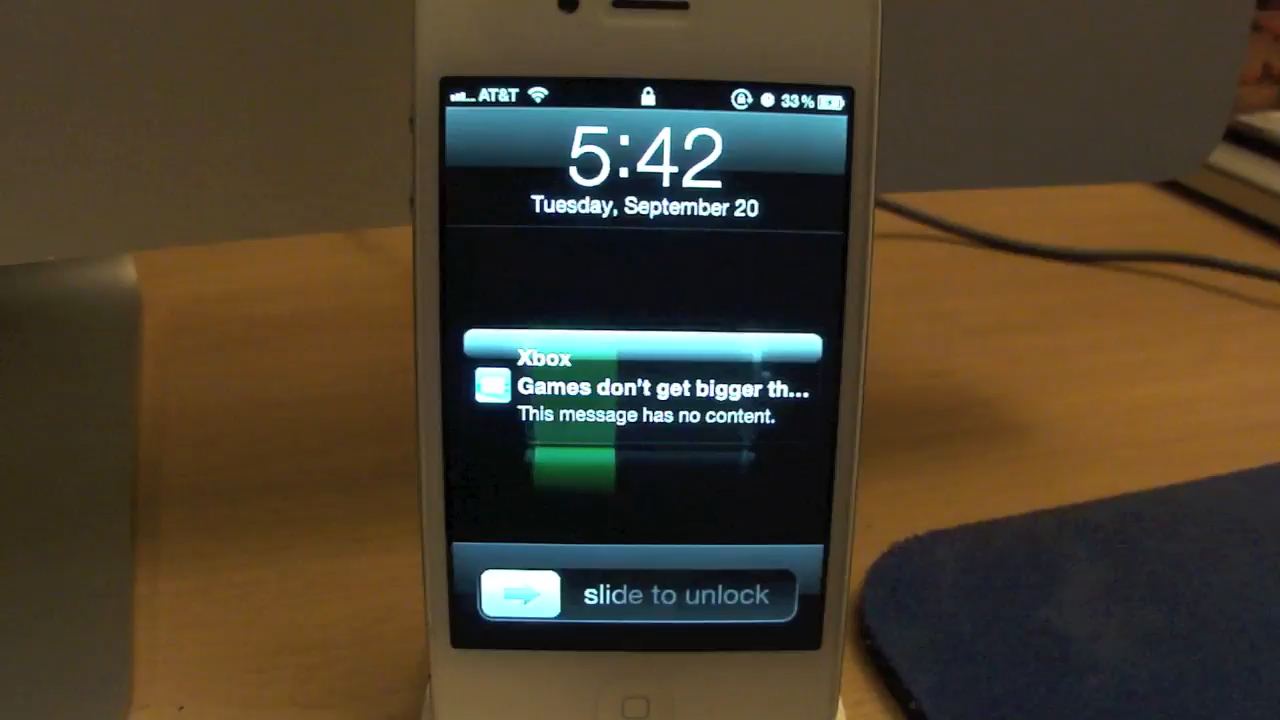 AT&T 33%
5:42
Tuesday, September 20
Xbox
Games don't get bigger th...
This message has no content.
slide to unlock